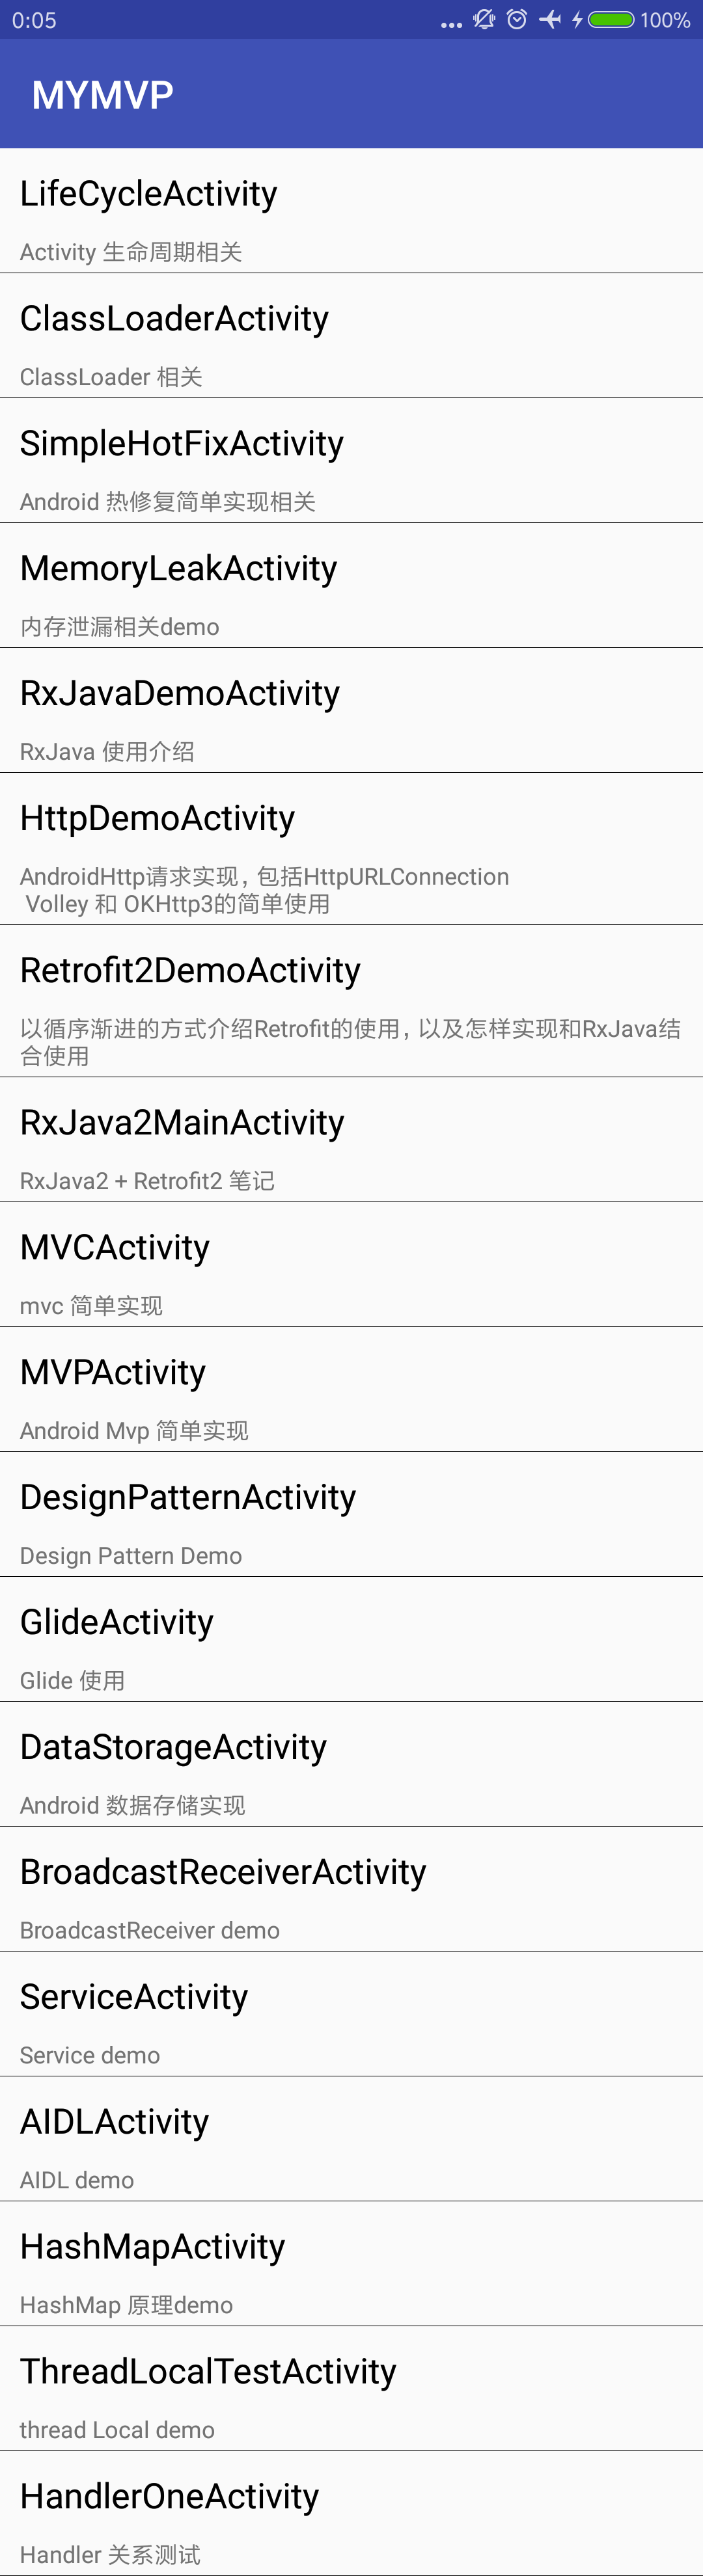 0:05
100%
MYMVP
LifeCycleActivity
Activity 生命周期相关
ClassLoaderActivity
ClassLoader 相关
SimpleHotFixActivity
Android 热修复简单实现相关
MemoryLeakActivity
内存泄漏相关demo
RxJavaDemoActivity
RxJava 使用介绍
HttpDemoActivity
AndroidHttp请求实现，包括HttpURLConnection
Volley 和 OKHttp3的简单使用
Retrofit2DemoActivity
以循序渐进的方式介绍Retrofit的使用，以及怎样实现和RxJava结
合使用
RxJava2MainActivity
RxJava2 + Retrofit2 笔记
MVCActivity
mvc 简单实现
MVPActivity
Android Mvp 简单实现
DesignPatternActivity
Design Pattern Demo
GlideActivity
Glide 使用
DataStorageActivity
Android 数据存储实现
BroadcastReceiverActivity
BroadcastReceiver demo
ServiceActivity
Service demo
AIDLActivity
AIDL demo
HashMapActivity
HashMap 原理demo
ThreadLocalTestActivity
thread Local demo
HandlerOneActivity
Handler 关系测试